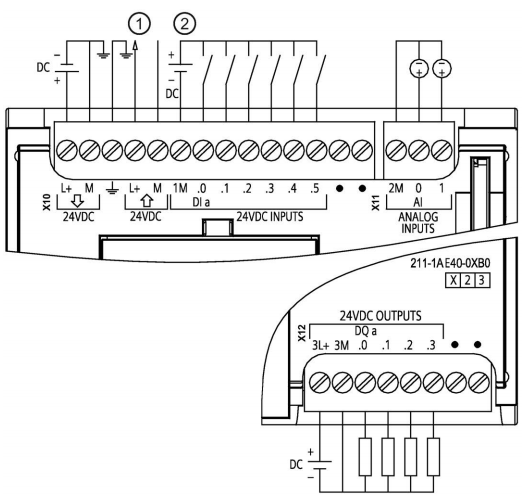 ① ②
DC - +
+ - DC
- + - +
L+ M ⏚ L+ M 1M .0 .1 .2 .3 .4 .5 ● ● 2M 0 1
X10 24VDC 24VDC DI a 24VDC INPUTS X11 AI
ANALOG
INPUTS
211-1AE40-0XB0
X 2 3
24VDC OUTPUTS
X12 DQ a
3L+ 3M .0 .1 .2 .3 ● ●
DC + -